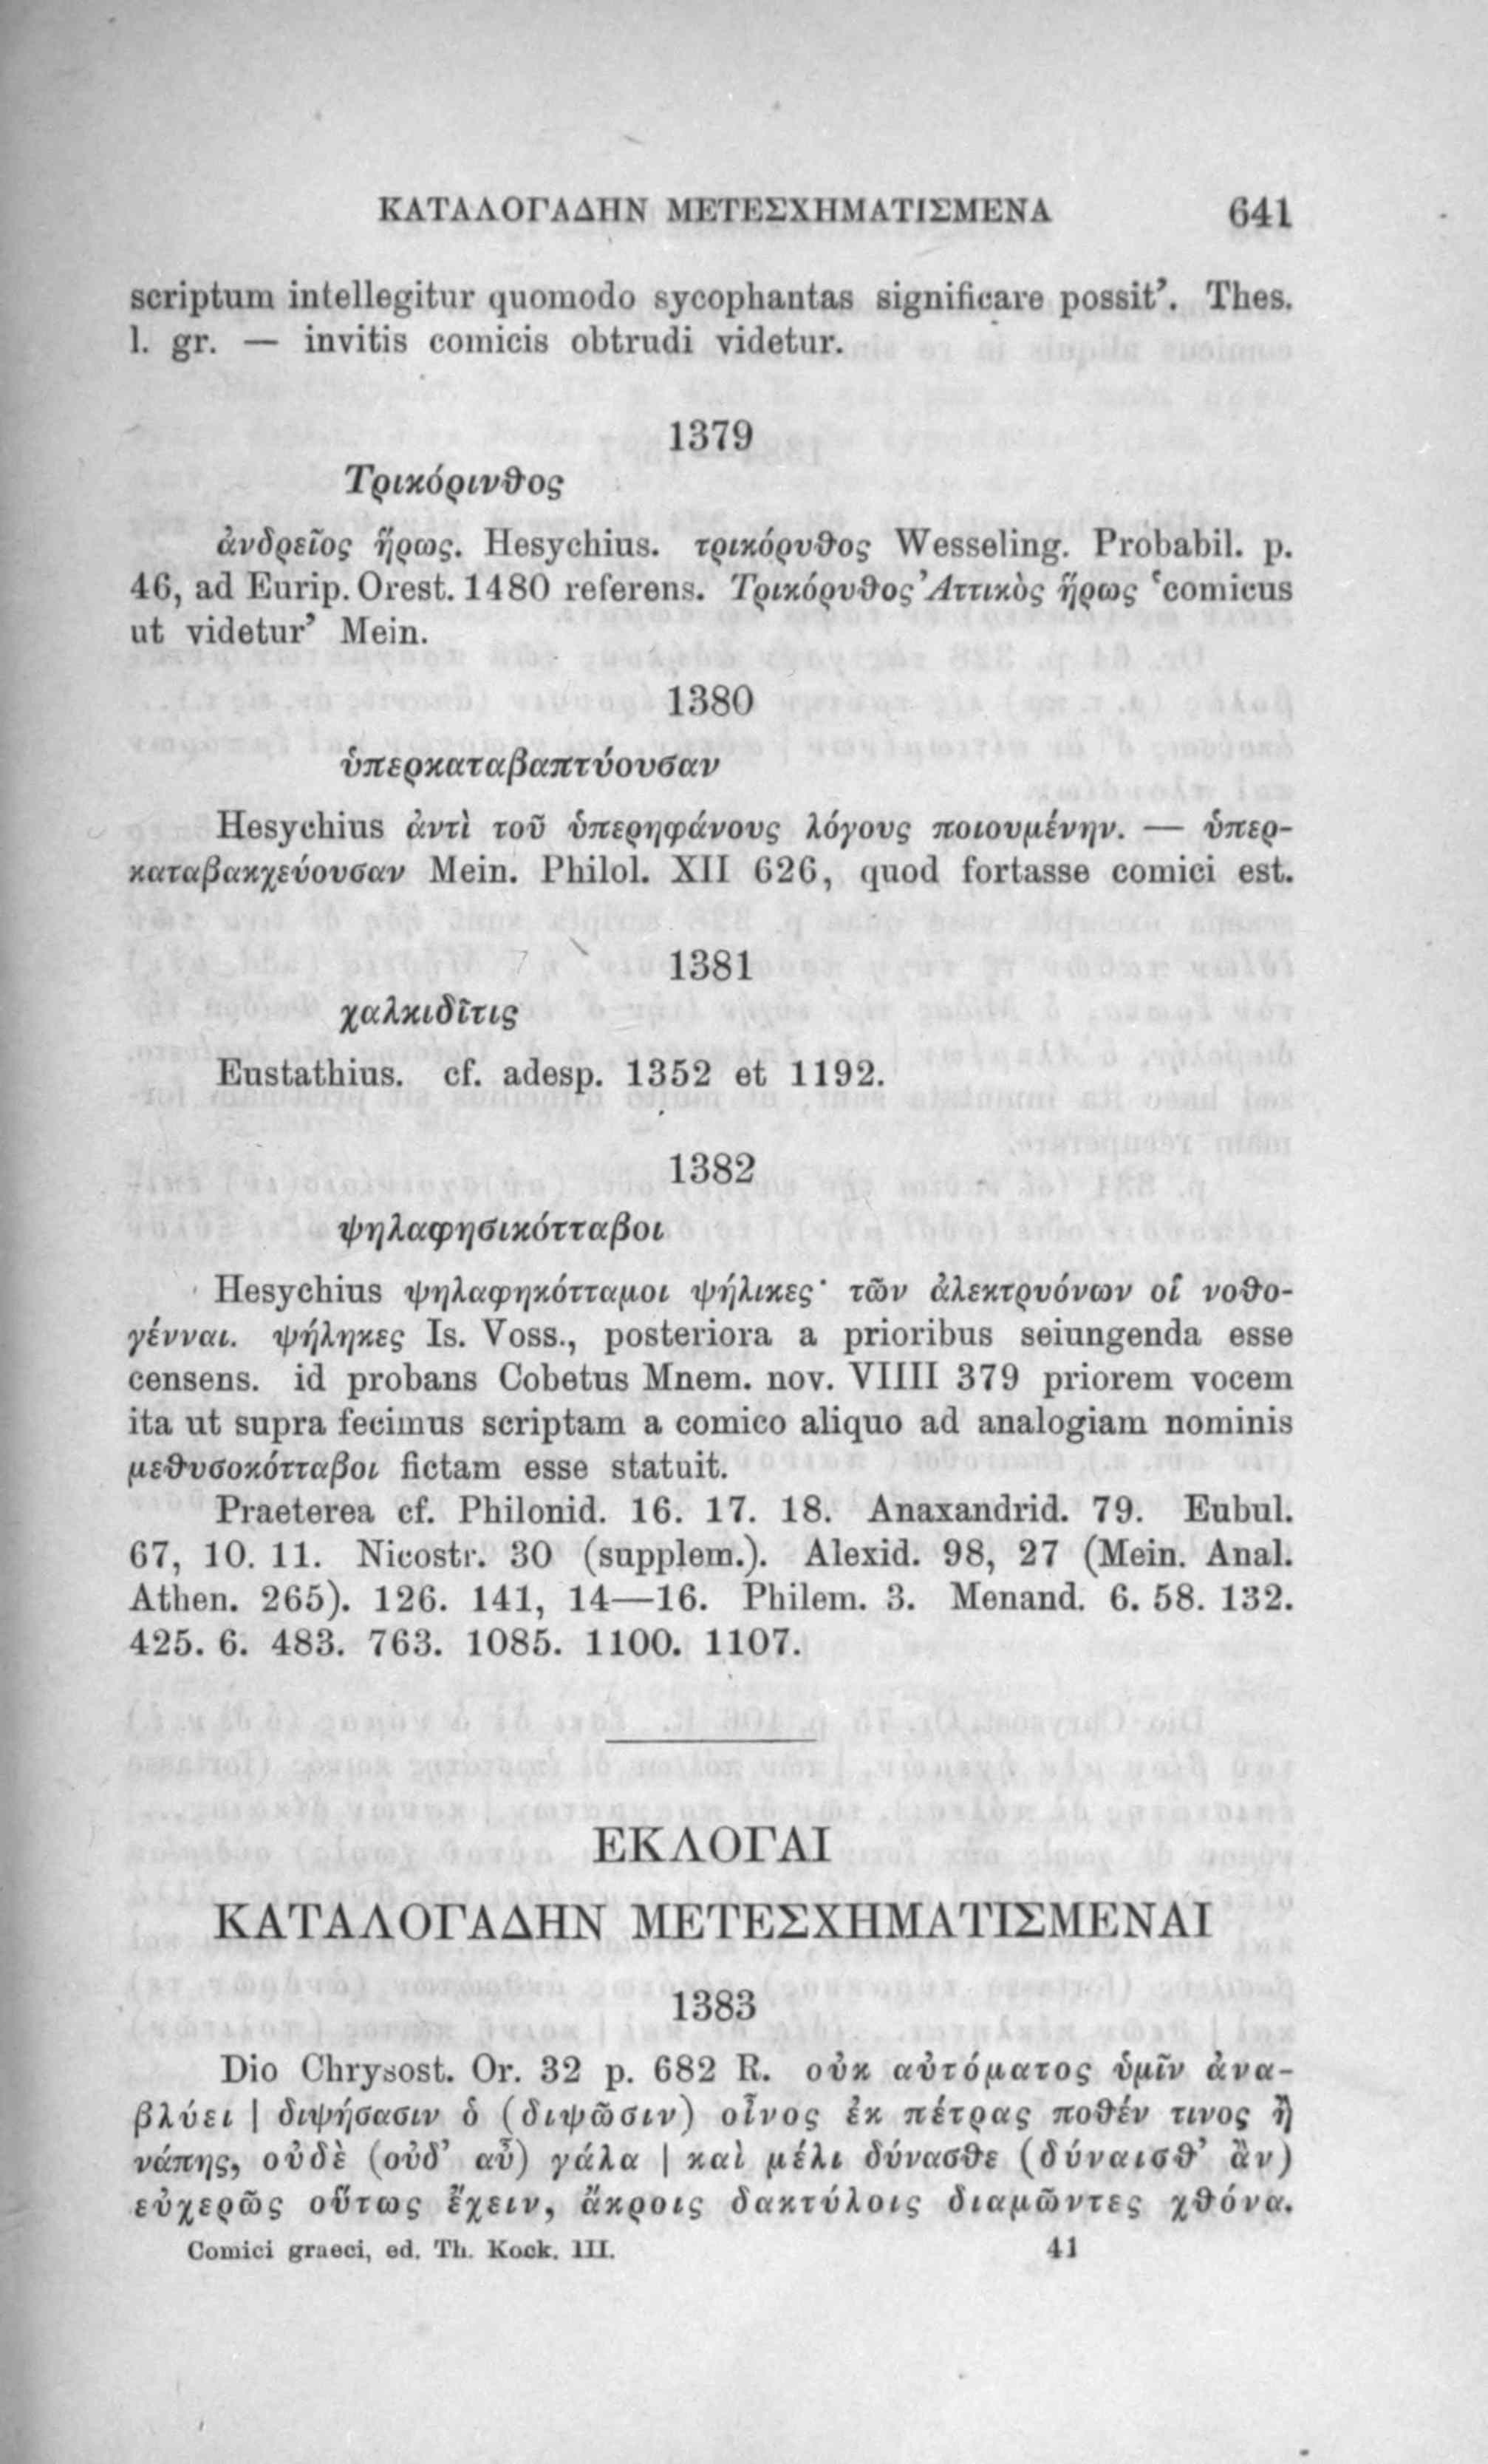 ΚΑΤΑΛΟΓΑΔΗΝ ΜΕΤΕΣΧΗΜΑΤΙΣΜΕΝΑ 641
scriptum intellegitur quomodo sycophantas significare possit’. Thes.
l. gr. — invitis comicis obtrudi videtur.
1379
Τρικόρινθος
ἀνδρεῖος ἥρως. Hesychius. τρικόρυθος Wesseling. Probabil. p.
46, ad Eurip. Orest. 1480 referens. Τρικόρυθος Ἀττικὸς ἥρως ‘comicus
ut videtur’ Mein.
1380
ὑπερκαταβαπτύουσαν
Hesychius ἀντὶ τοῦ ὑπερηφάνους λόγους ποιουμένην. — ὑπερ-
καταβακχεύουσαν Mein. Philol. XII 626, quod fortasse comici est.
1381
χαλκιδῖτις
Eustathius. cf. adesp. 1352 et 1192.
1382
ψηλαφησικότταβοι
Hesychius ψηλαφηκότταμοι ψήλικες· τῶν ἀλεκτρυόνων οἱ νοθο-
γένναι. ψήληκες Is. Voss., posteriora a prioribus seiungenda esse
censens. id probans Cobetus Mnem. nov. VIIII 379 priorem vocem
ita ut supra fecimus scriptam a comico aliquo ad analogiam nominis
μεθυσοκότταβοι fictam esse statuit.
Praeterea cf. Philonid. 16. 17. 18. Anaxandrid. 79. Eubul.
67, 10. 11. Nicostr. 30 (supplem.). Alexid. 98, 27 (Mein. Anal.
Athen. 265). 126. 141, 14—16. Philem. 3. Menand. 6. 58. 132.
425. 6. 483. 763. 1085. 1100. 1107.
ΕΚΛΟΓΑΙ
ΚΑΤΑΛΟΓΑΔΗΝ ΜΕΤΕΣΧΗΜΑΤΙΣΜΕΝΑΙ
1383
Dio Chrysost. Or. 32 p. 682 R. οὐκ αὐτόματος ὑμῖν ἀνα-
βλύει | διψήσασιν ὁ (διψῶσιν) οἶνος ἐκ πέτρας ποθέν τινος ἢ
νάπης, οὐδὲ (οὐδ’ αὖ) γάλα | καὶ μέλι δύνασθε (δύναισθ’ ἂν)
εὐχερῶς οὕτως ἔχειν, ἄκροις δακτύλοις διαμῶντες χθόνα.
Comici graeci, ed. Th. Kock. III. 41